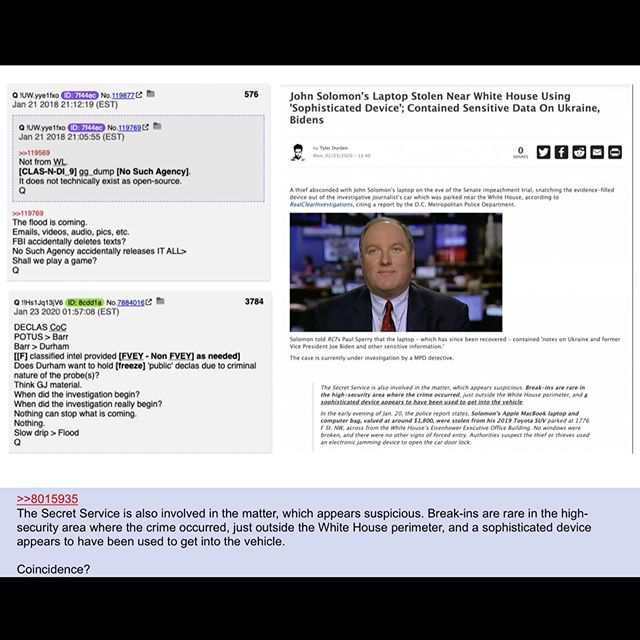 Q !UW.yye1fxo ID: 7f44ec No.119877 576
Jan 21 2018 21:12:19 (EST)
Q !UW.yye1fxo ID: 7f44ec No.119769
Jan 21 2018 21:05:55 (EST)
>>119569
Not from WL.
[CLAS-N-DI_9] gg_dump [No Such Agency].
It does not technically exist as open-source.
Q
>>119769
The flood is coming.
Emails, videos, audio, pics, etc.
FBI accidentally deletes texts?
No Such Agency accidentally releases IT ALL>
Shall we play a game?
Q
Q !!Hs1Jq13jV6 ID: 8cdd1a No.7884016 3784
Jan 23 2020 01:57:08 (EST)
DECLAS CoC
POTUS > Barr
Barr > Durham
[[F] classified intel provided [FVEY - Non FVEY] as needed]
Does Durham want to hold [freeze] 'public' declas due to criminal
nature of the probe(s)?
Think GJ material.
When did the investigation begin?
When did the investigation really begin?
Nothing can stop what is coming.
Nothing.
Slow drip > Flood
Q
John Solomon's Laptop Stolen Near White House Using
'Sophisticated Device'; Contained Sensitive Data On Ukraine,
Bidens
by Tyler Durden
Mon, 02/03/2020 - 13:40
0
SHARES
A thief absconded with John Solomon's laptop on the eve of the Senate impeachment trial, snatching the evidence-filled
device out of the investigative journalist's car which was parked near the White House, according to
RealClearInvestigations, citing a report by the D.C. Metropolitan Police Department.
Solomon told RCI's Paul Sperry that the laptop - which has since been recovered - contained 'notes on Ukraine and former
Vice President Joe Biden and other sensitive information.'
The case is currently under investigation by a MPD detective.
The Secret Service is also involved in the matter, which appears suspicious. Break-ins are rare in
the high-security area where the crime occurred, just outside the White House perimeter, and a
sophisticated device appears to have been used to get into the vehicle.
In the early evening of Jan. 20, the police report states, Solomon's Apple MacBook laptop and
computer bag, valued at around $1,800, were stolen from his 2019 Toyota SUV parked at 1776
F St. NW, across from the White House's Eisenhower Executive Office Building. No windows were
broken, and there were no other signs of forced entry. Authorities suspect the thief or thieves used
an electronic jamming device to open the car door lock.
>>8015935
The Secret Service is also involved in the matter, which appears suspicious. Break-ins are rare in the high-
security area where the crime occurred, just outside the White House perimeter, and a sophisticated device
appears to have been used to get into the vehicle.
Coincidence?